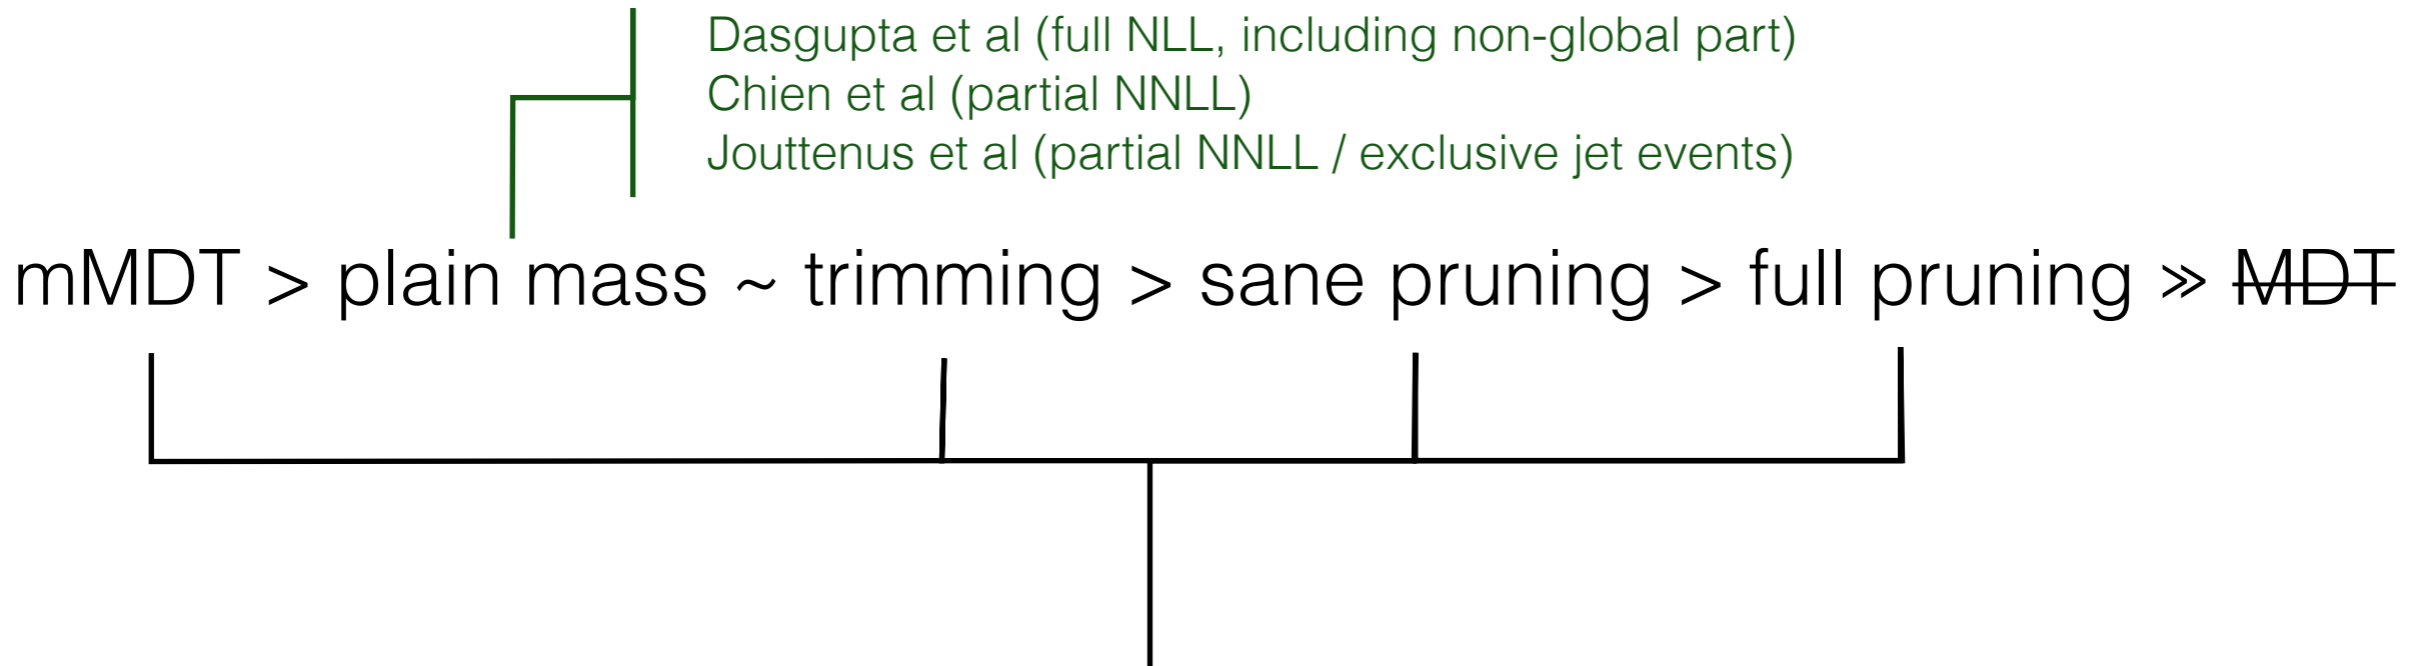 Dasgupta et al (full NLL, including non-global part)
Chien et al (partial NNLL)
Jouttenus et al (partial NNLL / exclusive jet events)
mMDT > plain mass ~ trimming > sane pruning > full pruning » MDT